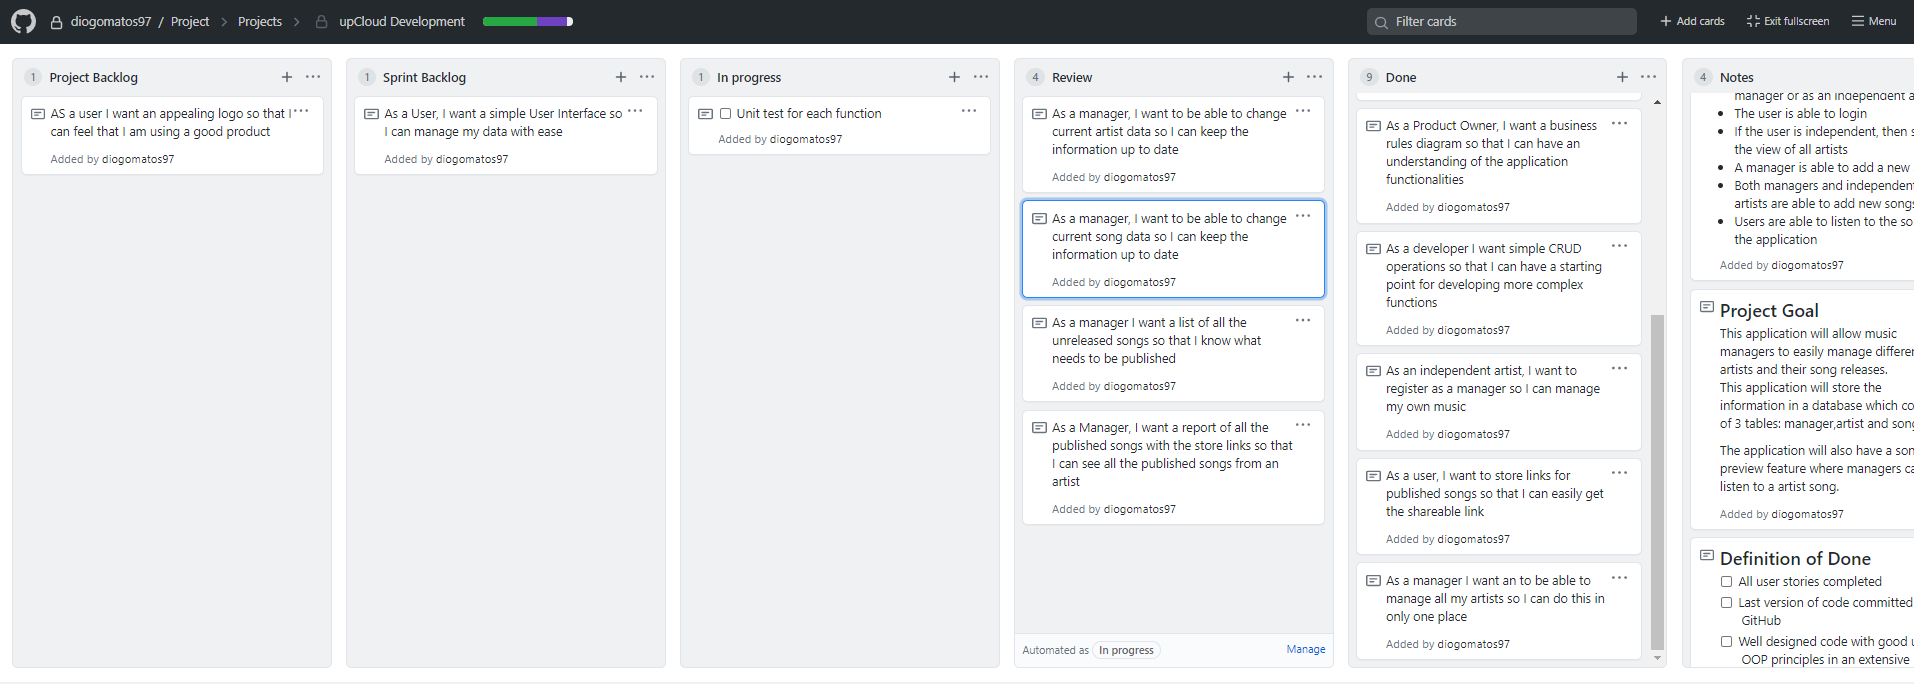 diogomatos97 / Project > Projects > upCloud Development
Filter cards
Add cards
Exit fullscreen
Menu
1 Project Backlog
AS a user I want an appealing logo so that I
can feel that I am using a good product
Added by diogomatos97
1 Sprint Backlog
As a User, I want a simple User Interface so
I can manage my data with ease
Added by diogomatos97
1 In progress
Unit test for each function
Added by diogomatos97
4 Review
As a manager, I want to be able to change
current artist data so I can keep the
information up to date
Added by diogomatos97
As a manager, I want to be able to change
current song data so I can keep the
information up to date
Added by diogomatos97
As a manager I want a list of all the
unreleased songs so that I know what
needs to be published
Added by diogomatos97
As a Manager, I want a report of all the
published songs with the store links so that
I can see all the published songs from an
artist
Added by diogomatos97
Automated as In progress
Manage
9 Done
As a Product Owner, I want a business
rules diagram so that I can have an
understanding of the application
functionalities
Added by diogomatos97
As a developer I want simple CRUD
operations so that I can have a starting
point for developing more complex
functions
Added by diogomatos97
As an independent artist, I want to
register as a manager so I can manage
my own music
Added by diogomatos97
As a user, I want to store links for
published songs so that I can easily get
the shareable link
Added by diogomatos97
As a manager I want an to be able to
manage all my artists so I can do this in
only one place
Added by diogomatos97
4 Notes
manager or as an independent a
The user is able to login
If the user is independent, then s
the view of all artists
A manager is able to add a new
Both managers and independent
artists are able to add new songs
Users are able to listen to the so
the application
Added by diogomatos97
Project Goal
This application will allow music
managers to easily manage differen
artists and their song releases.
This application will store the
information in a database which co
of 3 tables: manager,artist and song
The application will also have a son
preview feature where managers ca
listen to a artist song.
Added by diogomatos97
Definition of Done
All user stories completed
Last version of code committed
GitHub
Well designed code with good u
OOP principles in an extensive